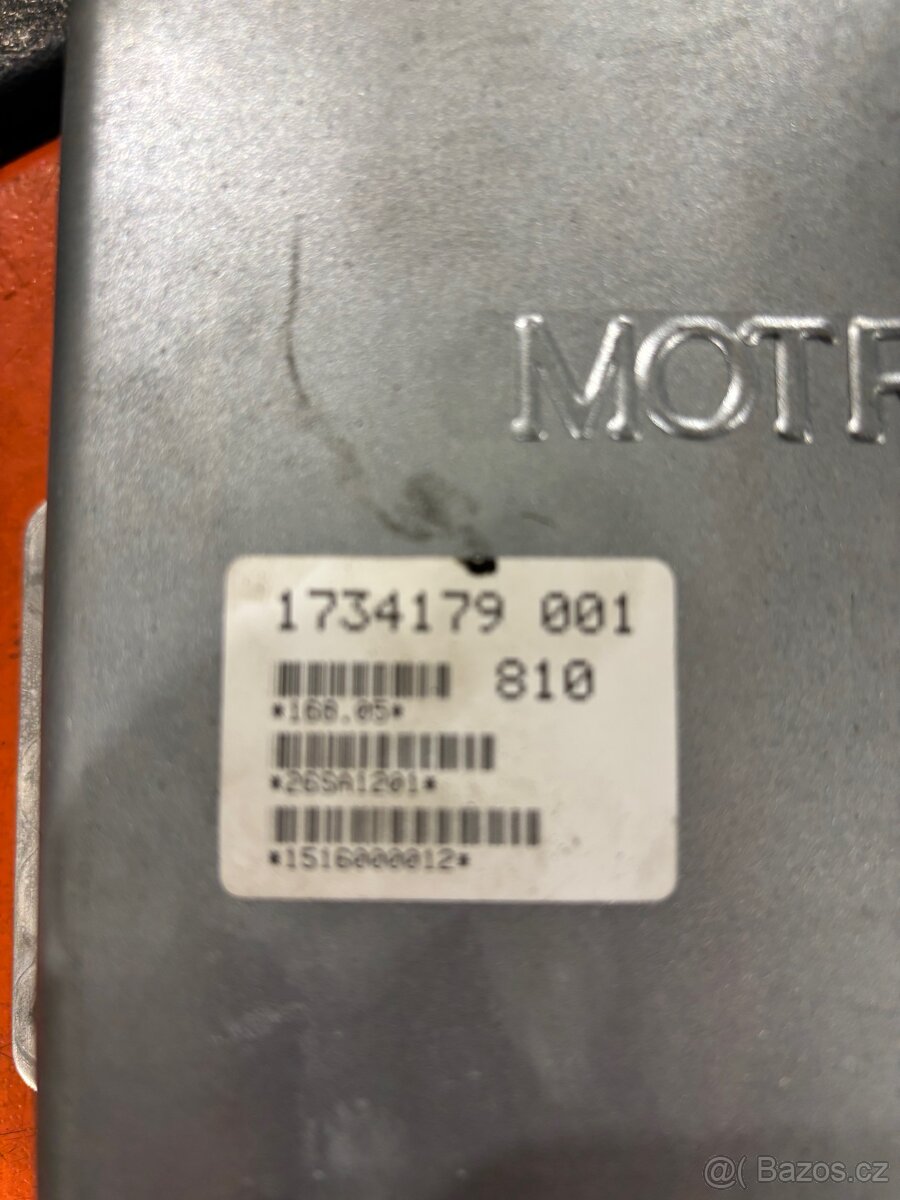 MOTR
1734179 001
810
*168.05*
*26SA1201*
*1516000012*
@( Bazos.cz